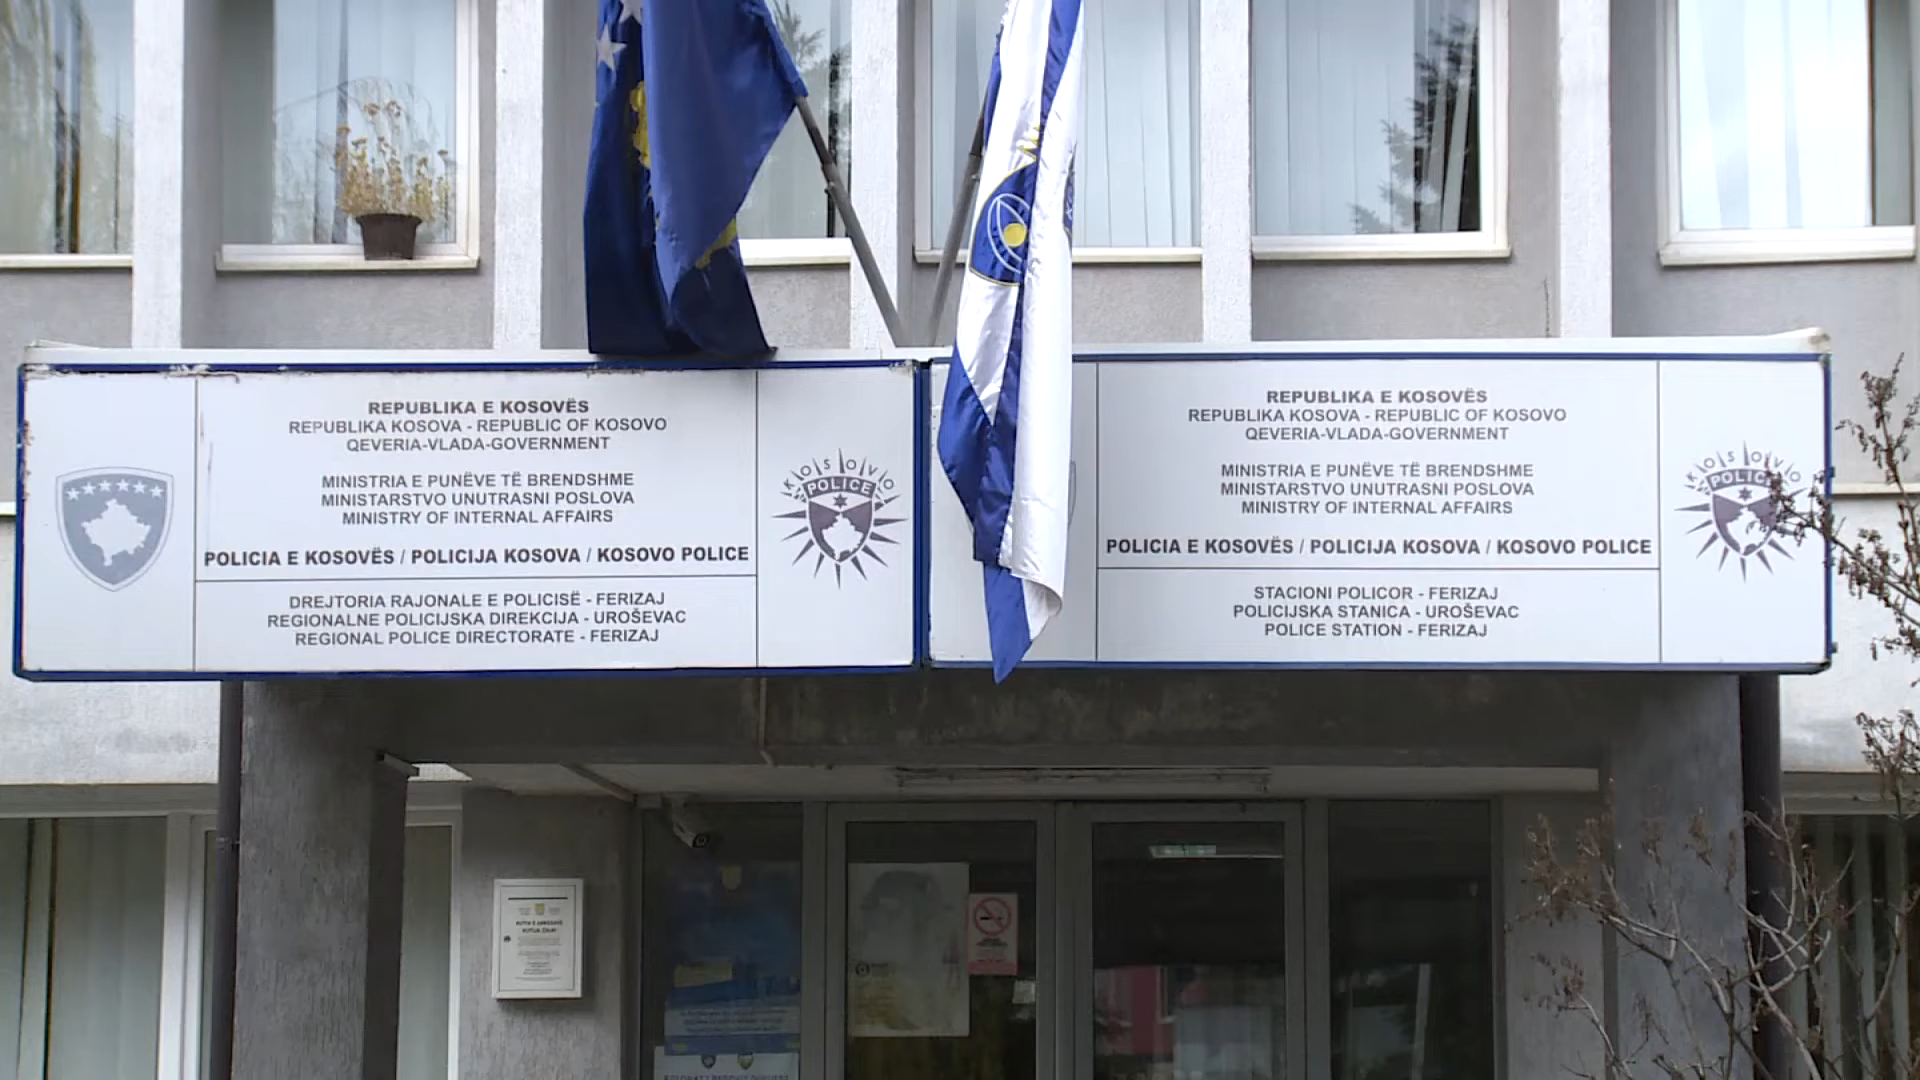 REPUBLIKA E KOSOVËS
REPUBLIKA KOSOVA - REPUBLIC OF KOSOVO
QEVERIA-VLADA-GOVERNMENT
MINISTRIA E PUNËVE TË BRENDSHME
MINISTARSTVO UNUTRASNI POSLOVA
MINISTRY OF INTERNAL AFFAIRS
POLICIA E KOSOVËS / POLICIJA KOSOVA / KOSOVO POLICE
DREJTORIA RAJONALE E POLICISË - FERIZAJ
REGIONALNE POLICIJSKA DIREKCIJA - UROŠEVAC
REGIONAL POLICE DIRECTORATE - FERIZAJ
KOSOVO
POLICE
REPUBLIKA E KOSOVËS
REPUBLIKA KOSOVA - REPUBLIC OF KOSOVO
QEVERIA-VLADA-GOVERNMENT
MINISTRIA E PUNËVE TË BRENDSHME
MINISTARSTVO UNUTRASNI POSLOVA
MINISTRY OF INTERNAL AFFAIRS
POLICIA E KOSOVËS / POLICIJA KOSOVA / KOSOVO POLICE
STACIONI POLICOR - FERIZAJ
POLICIJSKA STANICA - UROŠEVAC
POLICE STATION - FERIZAJ
KOSOVO
POLICE